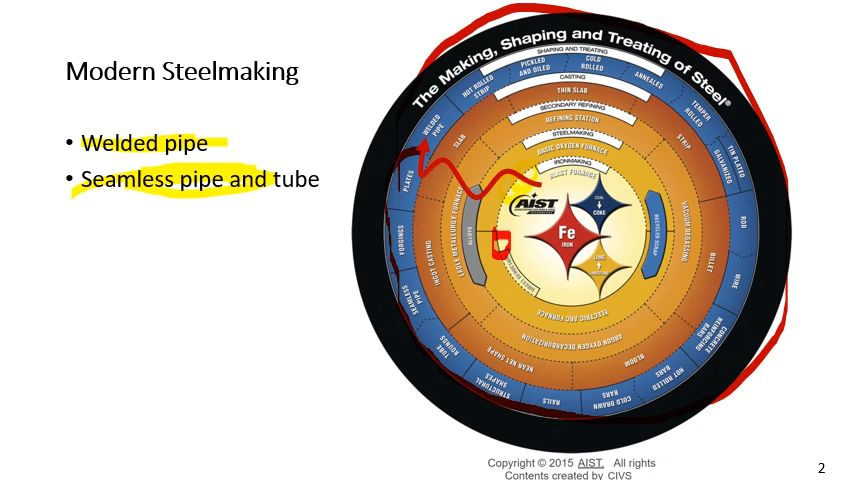 Modern Steelmaking
• Welded pipe
• Seamless pipe and tube
The Making, Shaping and Treating of Steel®
SHAPING AND TREATING
HOT ROLLED
STRIP
PICKLED
AND OILED
COLD
ROLLED
ANNEALED
TEMPER
ROLLED
TIN PLATED
GALVANIZED
ROD
WIRE
CONCRETE
REINFORCING
BARS
HOT ROLLED
BARS
COLD DRAWN
BARS
RAILS
STRUCTURAL
SHAPES
TUBE
ROUNDS
SEAMLESS
PIPE
FORGINGS
PLATES
WELDED
PIPE
CASTING
THIN SLAB
STRIP
BILLET
BLOOM
NEAR NET SHAPE
INGOT CASTING
SLAB
SECONDARY REFINING
REFINING STATION
VACUUM DEGASSING
ARGON OXYGEN DECARBURIZATION
LADLE METALLURGY FURNACE
STEELMAKING
BASIC OXYGEN FURNACE
ELECTRIC ARC FURNACE
ALLOYS
RECYCLED SCRAP
IRONMAKING
BLAST FURNACE
AIST
COAL
COKE
Fe
IRON
LIME
LIMESTONE
Copyright © 2015 AIST. All rights
Contents created by CIVS
2